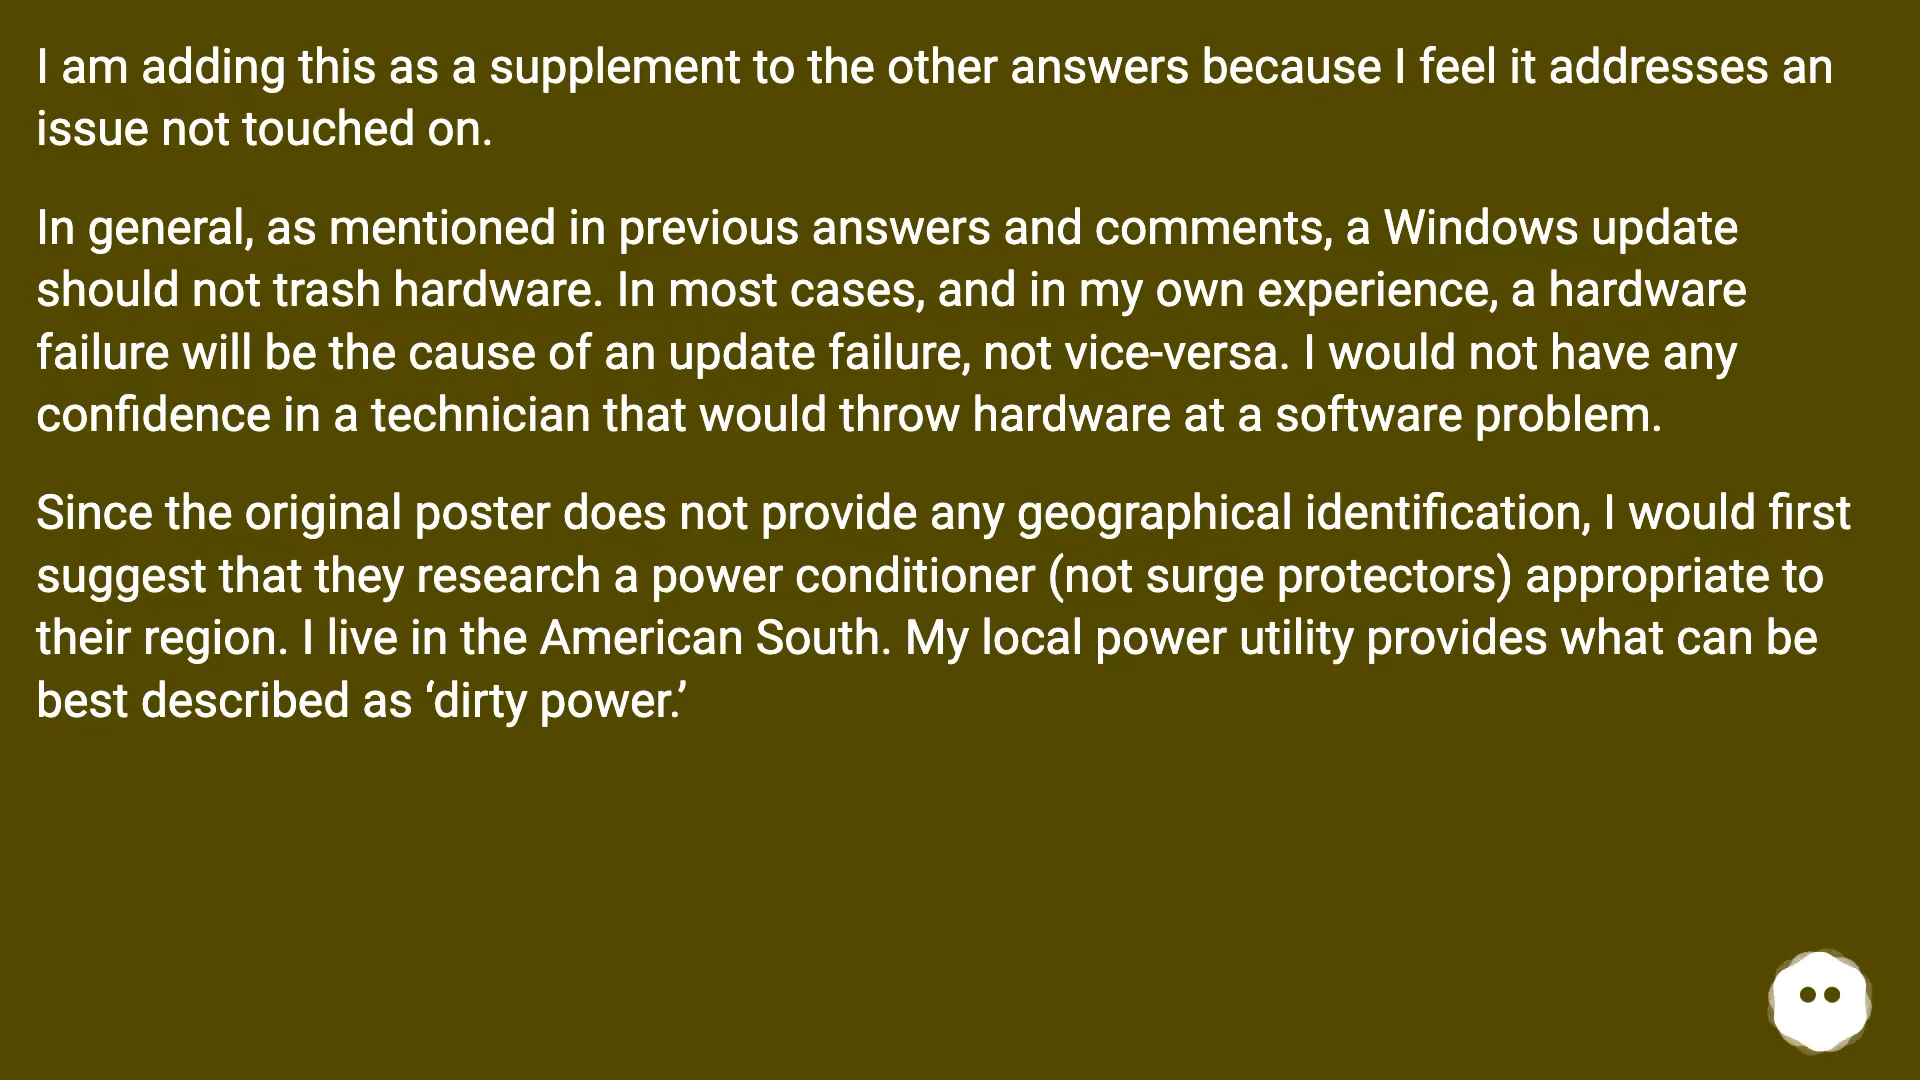 I am adding this as a supplement to the other answers because I feel it addresses an
issue not touched on.
In general, as mentioned in previous answers and comments, a Windows update
should not trash hardware. In most cases, and in my own experience, a hardware
failure will be the cause of an update failure, not vice-versa. I would not have any
confidence in a technician that would throw hardware at a software problem.
Since the original poster does not provide any geographical identification, I would first
suggest that they research a power conditioner (not surge protectors) appropriate to
their region. I live in the American South. My local power utility provides what can be
best described as ‘dirty power.’